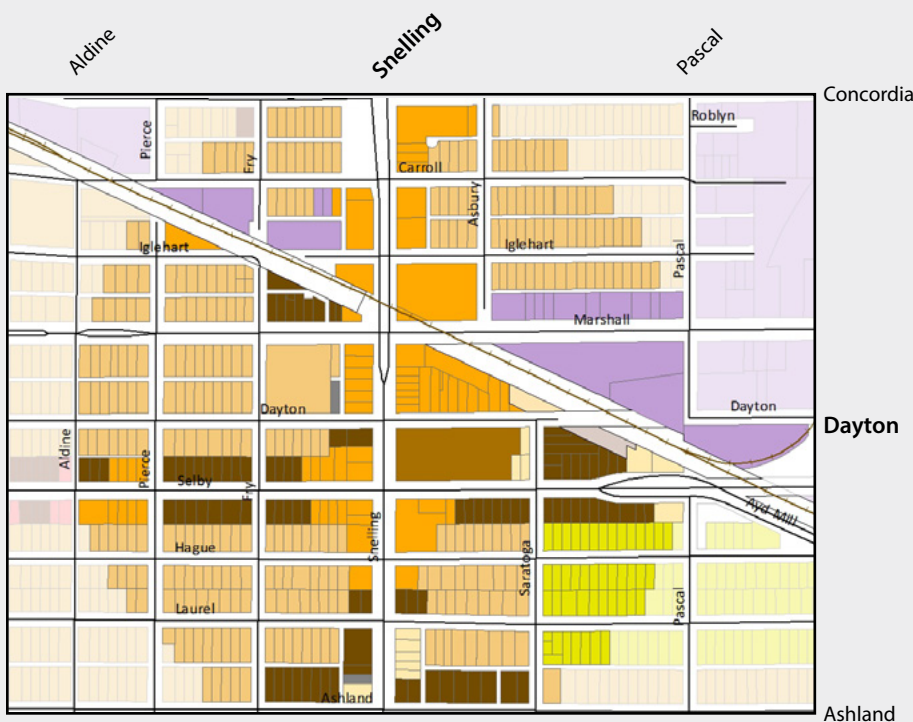 Aldine
Snelling
Pascal
Concordia
Roblyn
Pierce
Fry
Carroll
Asbury
Iglehart
Iglehart
Pascal
Marshall
Dayton
Dayton
Dayton
Aldine
Pierce
Fry
Selby
Ayd Mill
Snelling
Hague
Saratoga
Laurel
Pascal
Ashland
Ashland